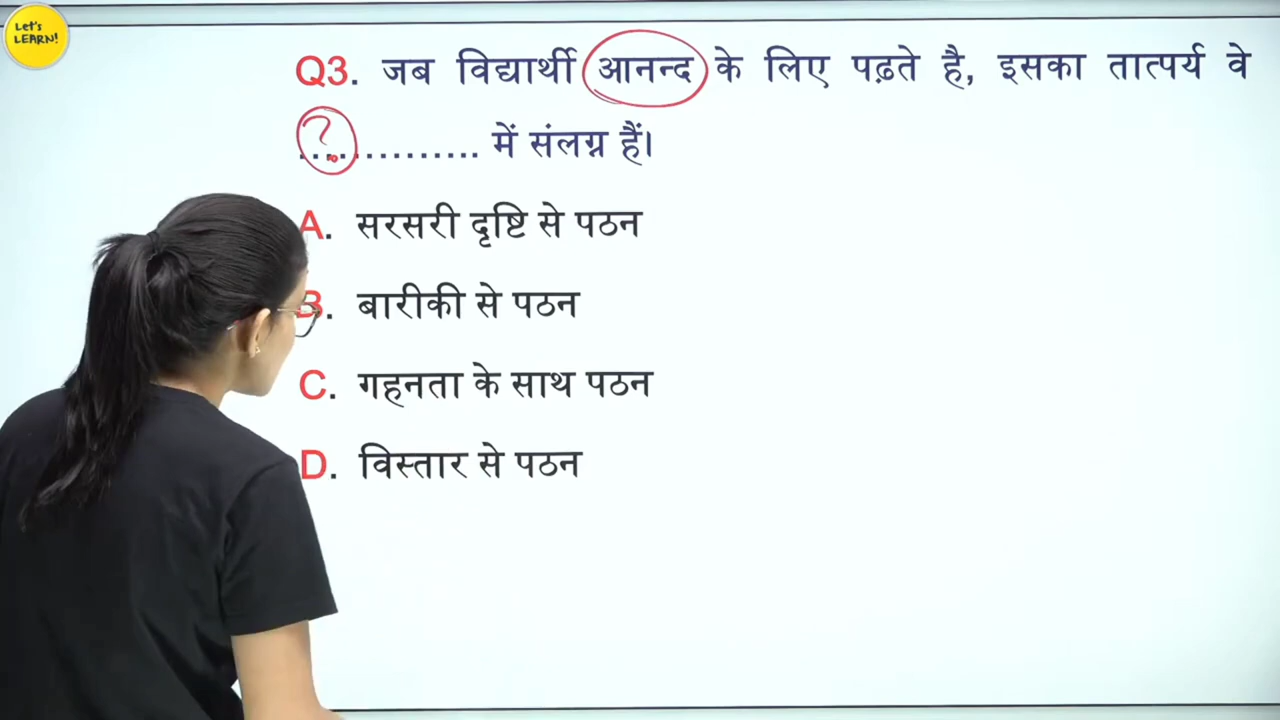 Let's
LEARN!
Q3. जब विद्यार्थी आनन्द के लिए पढ़ते है, इसका तात्पर्य वे
?
.............. में संलग्न हैं।
A. सरसरी दृष्टि से पठन
B. बारीकी से पठन
C. गहनता के साथ पठन
D. विस्तार से पठन